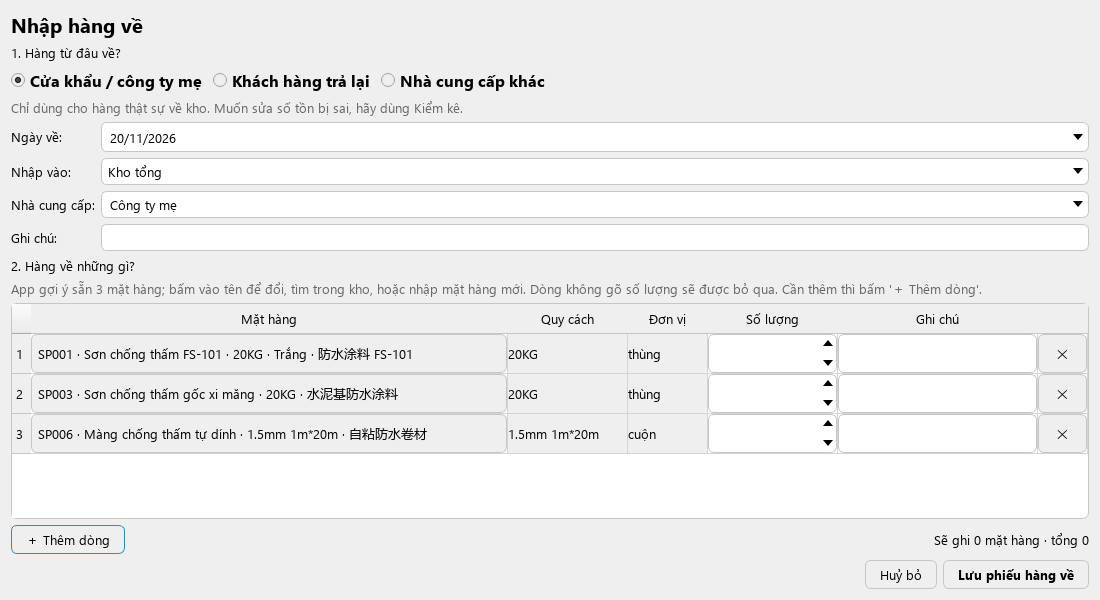 Nhập hàng về
1. Hàng từ đâu về?
Cửa khẩu / công ty mẹ Khách hàng trả lại Nhà cung cấp khác
Chỉ dùng cho hàng thật sự về kho. Muốn sửa số tồn bị sai, hãy dùng Kiểm kê.
Ngày về: 20/11/2026
Nhập vào: Kho tổng
Nhà cung cấp: Công ty mẹ
Ghi chú:
2. Hàng về những gì?
App gợi ý sẵn 3 mặt hàng; bấm vào tên để đổi, tìm trong kho, hoặc nhập mặt hàng mới. Dòng không gõ số lượng sẽ được bỏ qua. Cần thêm thì bấm '＋ Thêm dòng'.
Mặt hàng Quy cách Đơn vị Số lượng Ghi chú
1 SP001 · Sơn chống thấm FS-101 · 20KG · Trắng · 防水涂料 FS-101 20KG thùng ×
2 SP003 · Sơn chống thấm gốc xi măng · 20KG · 水泥基防水涂料 20KG thùng ×
3 SP006 · Màng chống thấm tự dính · 1.5mm 1m*20m · 自粘防水卷材 1.5mm 1m*20m cuộn ×
＋ Thêm dòng Sẽ ghi 0 mặt hàng · tổng 0
Huỷ bỏ Lưu phiếu hàng về